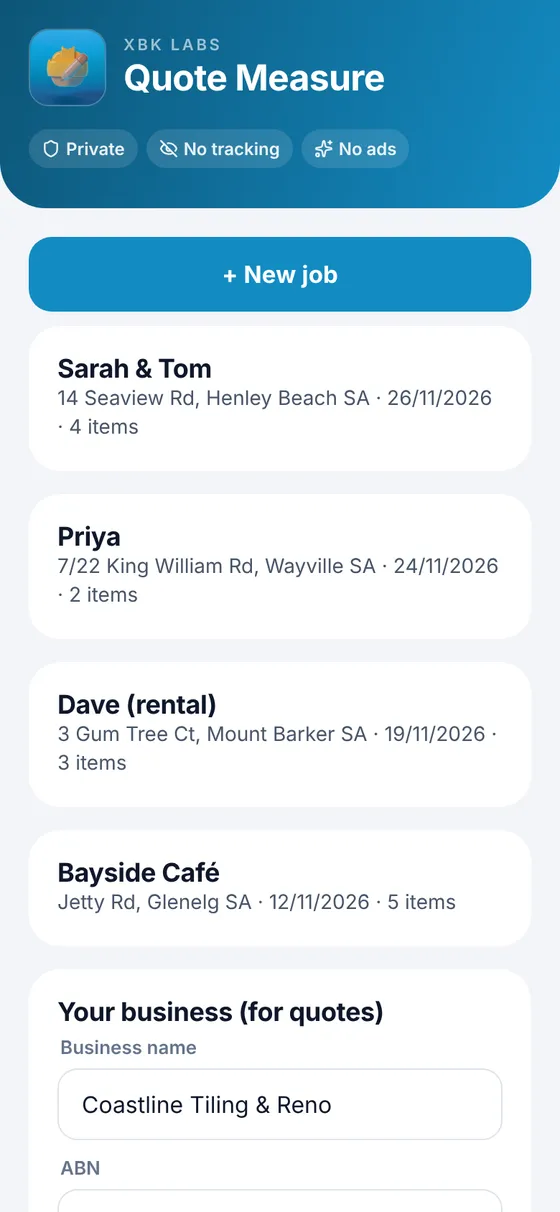 XBK LABS
Quote Measure
Private
No tracking
No ads
+ New job
Sarah & Tom
14 Seaview Rd, Henley Beach SA · 26/11/2026
· 4 items
Priya
7/22 King William Rd, Wayville SA · 24/11/2026
· 2 items
Dave (rental)
3 Gum Tree Ct, Mount Barker SA · 19/11/2026 ·
3 items
Bayside Café
Jetty Rd, Glenelg SA · 12/11/2026 · 5 items
Your business (for quotes)
Business name
Coastline Tiling & Reno
ABN